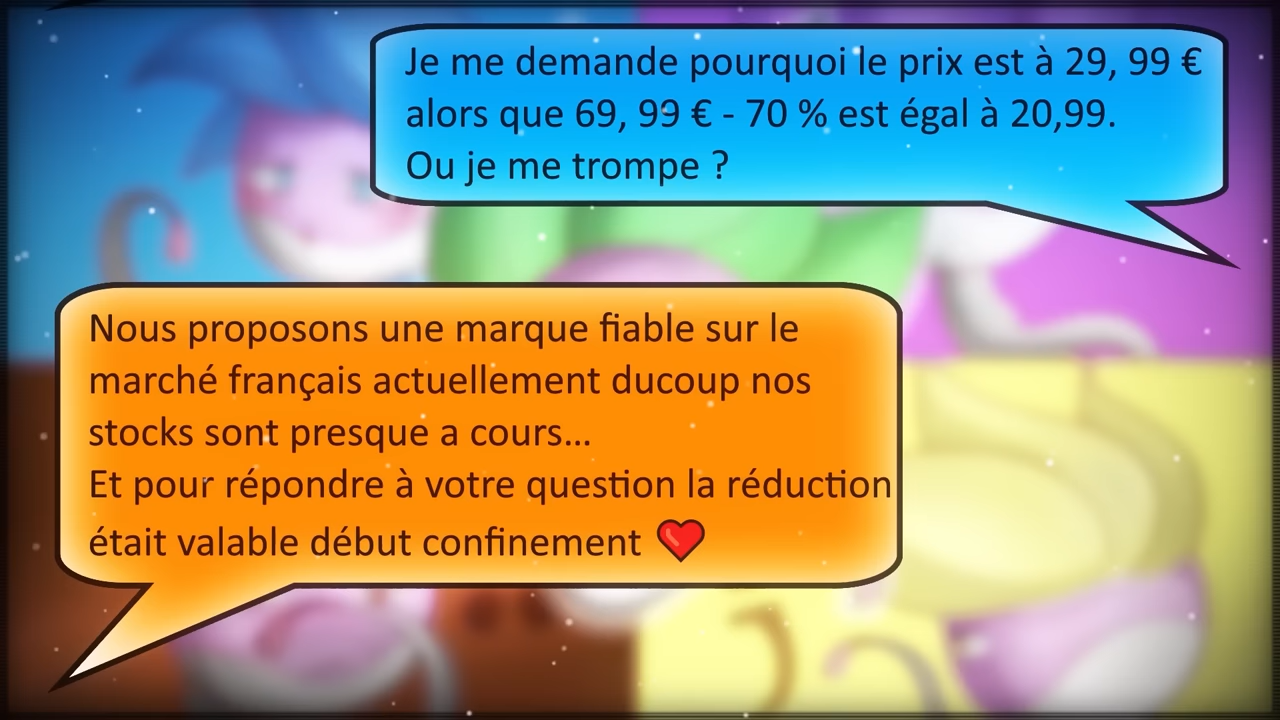 Je me demande pourquoi le prix est à 29, 99 €
alors que 69, 99 € - 70 % est égal à 20,99.
Ou je me trompe ?
Nous proposons une marque fiable sur le
marché français actuellement ducoup nos
stocks sont presque a cours...
Et pour répondre à votre question la réduction
était valable début confinement ❤